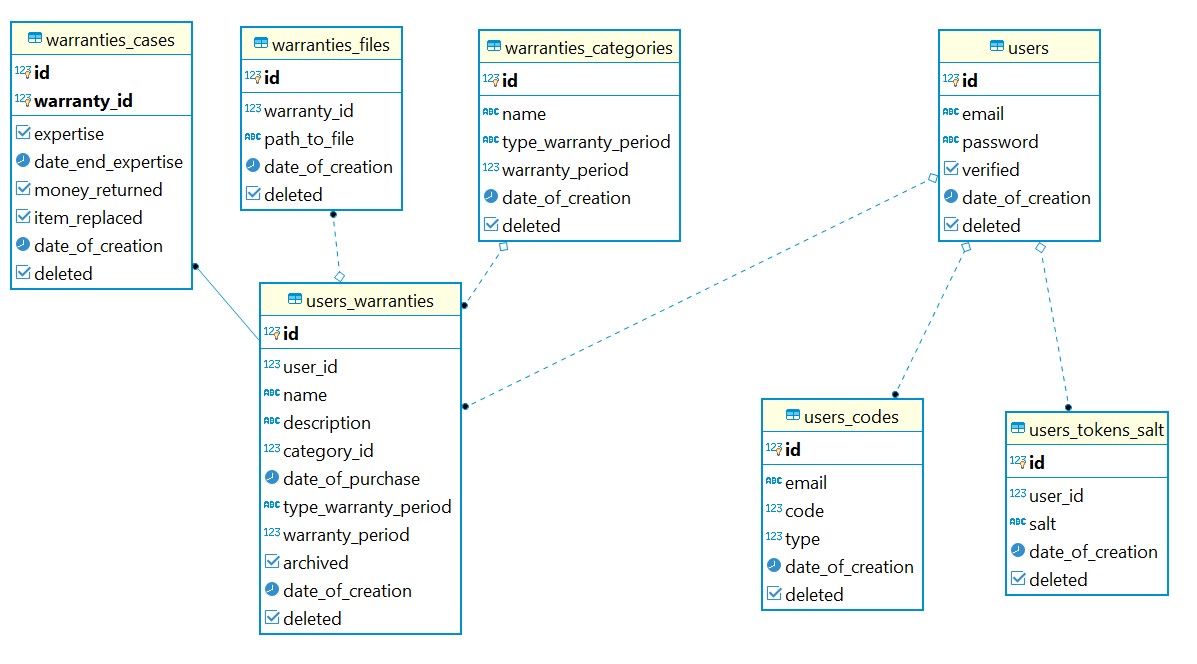 warranties_cases
123 id
123 warranty_id
expertise
date_end_expertise
money_returned
item_replaced
date_of_creation
deleted
warranties_files
123 id
123 warranty_id
ABC path_to_file
date_of_creation
deleted
warranties_categories
123 id
ABC name
ABC type_warranty_period
123 warranty_period
date_of_creation
deleted
users
123 id
ABC email
ABC password
verified
date_of_creation
deleted
users_warranties
123 id
123 user_id
ABC name
ABC description
123 category_id
date_of_purchase
ABC type_warranty_period
123 warranty_period
archived
date_of_creation
deleted
users_codes
123 id
ABC email
123 code
123 type
date_of_creation
deleted
users_tokens_salt
123 id
123 user_id
ABC salt
date_of_creation
deleted